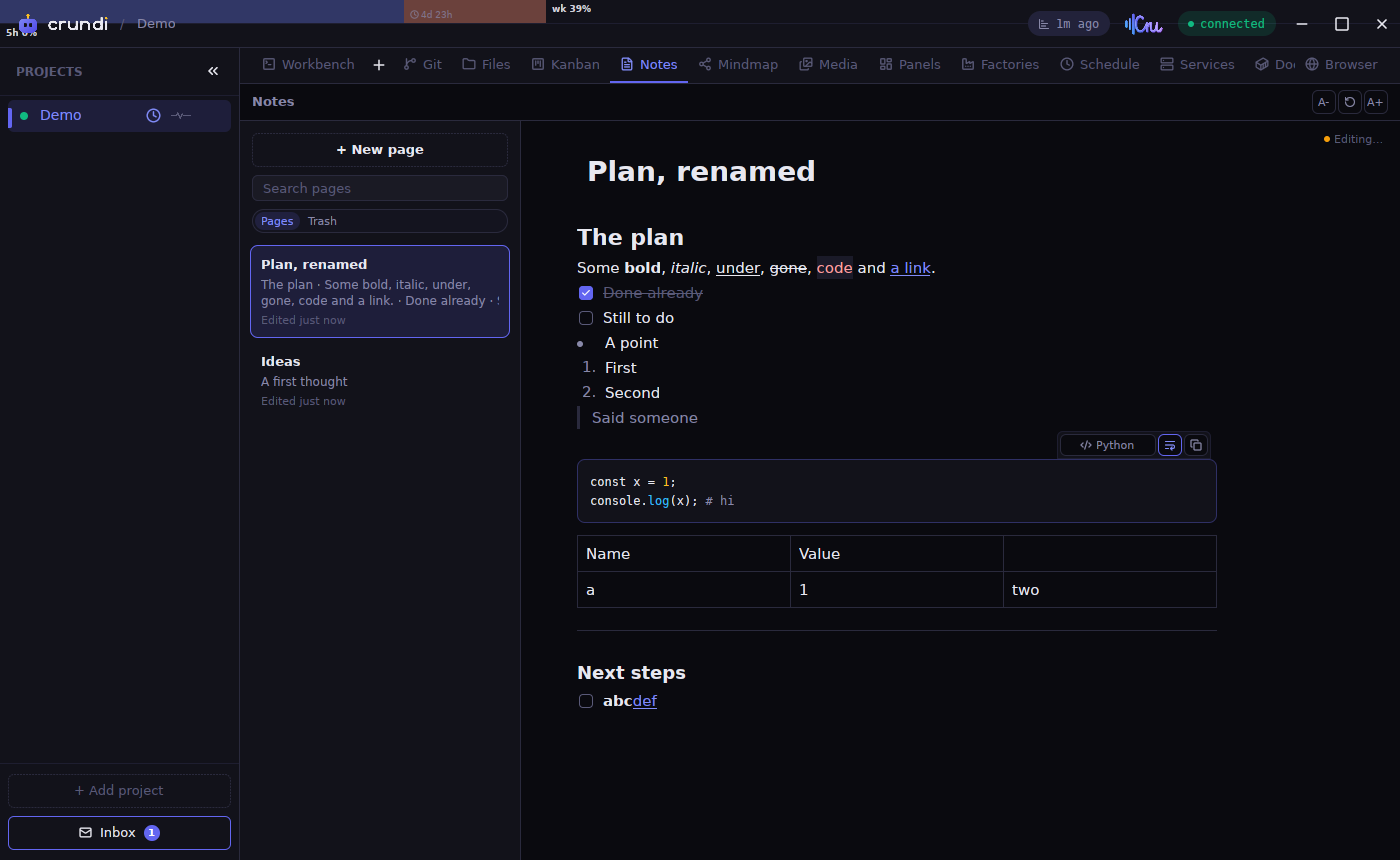 4d 23h
wk 39%
crundi / Demo
1m ago
Cru
connected
PROJECTS
Demo
+ Add project
Inbox 1
Workbench + Git Files Kanban Notes Mindmap Media Panels Factories Schedule Services Browser
Notes
A- A+
+ New page
Search pages
Pages Trash
Plan, renamed
The plan · Some bold, italic, under,
gone, code and a link. · Done already ·
Edited just now
Ideas
A first thought
Edited just now
Editing...
Plan, renamed
The plan
Some bold, italic, under, gone, code and a link.
Done already
Still to do
A point
1. First
2. Second
Said someone
</> Python
const x = 1;
console.log(x); # hi
Name Value
a 1 two
Next steps
abcdef